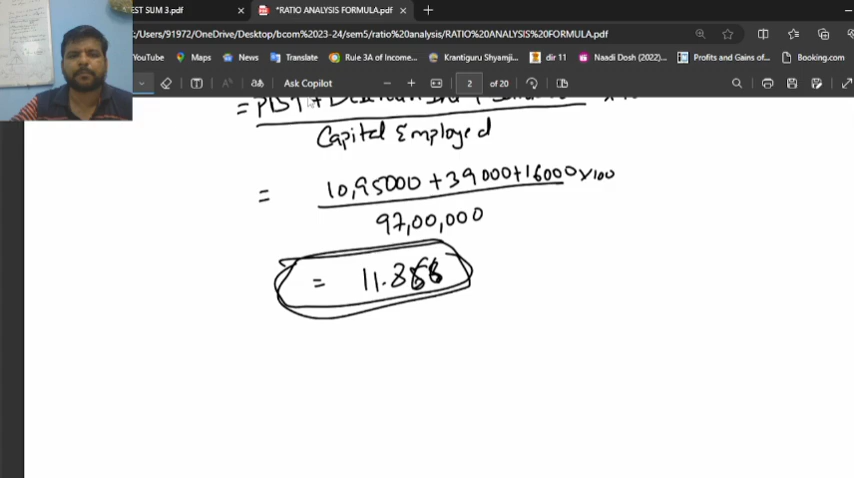 EST SUM 3.pdf
*RATIO ANALYSIS FORMULA.pdf
:/Users/91972/OneDrive/Desktop/bcom%2023-24/sem5/ratio%20analysis/RATIO%20ANALYSIS%20FORMULA.pdf
YouTube Maps News Translate Rule 3A of Income... Krantiguru Shyamji... dir 11 Naadi Dosh (2022)... Profits and Gains of... Booking.com
Ask Copilot 2 of 20
= PBT +
Capital Employed
= 10,95000 + 39000 + 16000 × 100
97,00,000
= 11.888